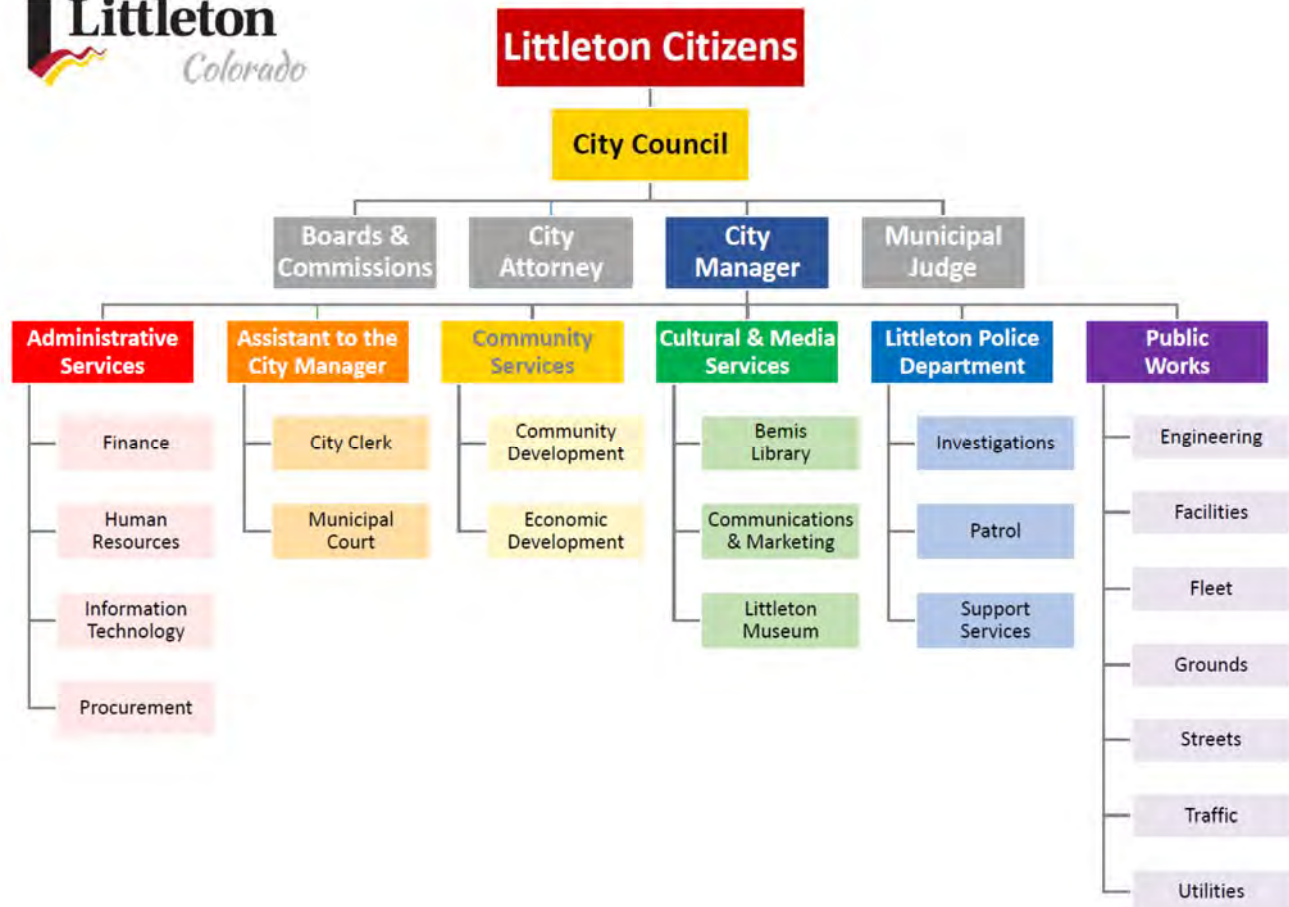 Littleton
Colorado
Littleton Citizens
City Council
Boards &
Commissions
City
Attorney
City
Manager
Municipal
Judge
Administrative
Services
Assistant to the
City Manager
Community
Services
Cultural & Media
Services
Littleton Police
Department
Public
Works
Finance
Human
Resources
Information
Technology
Procurement
City Clerk
Municipal
Court
Community
Development
Economic
Development
Bemis
Library
Communications
& Marketing
Littleton
Museum
Investigations
Patrol
Support
Services
Engineering
Facilities
Fleet
Grounds
Streets
Traffic
Utilities